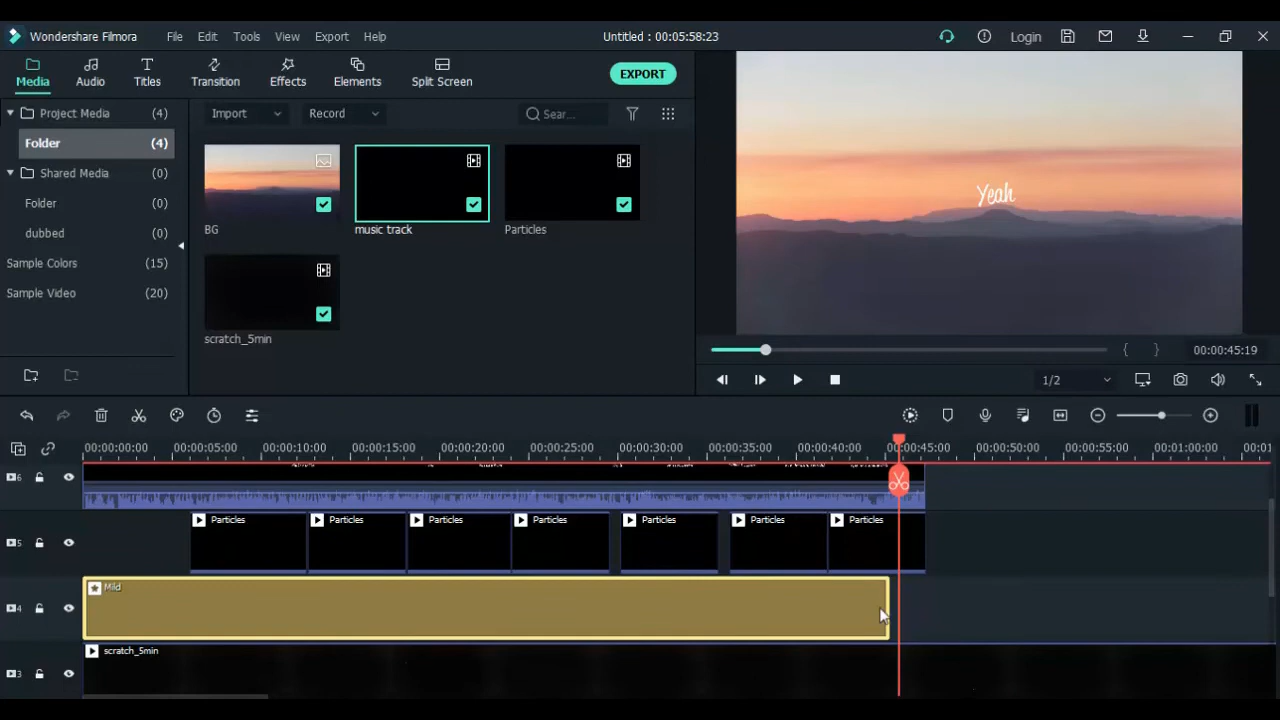 Wondershare Filmora File Edit Tools View Export Help Untitled : 00:05:58:23 Login
Media Audio Titles Transition Effects Elements Split Screen EXPORT
Project Media (4) Import Record Sear...
Folder (4)
Shared Media (0)
Folder (0)
dubbed (0)
Sample Colors (15)
Sample Video (20)
BG music track Particles
scratch_5min
Yeah
00:00:45:19
1/2
00:00:00:00 00:00:05:00 00:00:10:00 00:00:15:00 00:00:20:00 00:00:25:00 00:00:30:00 00:00:35:00 00:00:40:00 00:00:45:00 00:00:50:00 00:00:55:00 00:01:00:00 00:01
6
5 Particles Particles Particles Particles Particles Particles Particles
4 Mild
3 scratch_5min